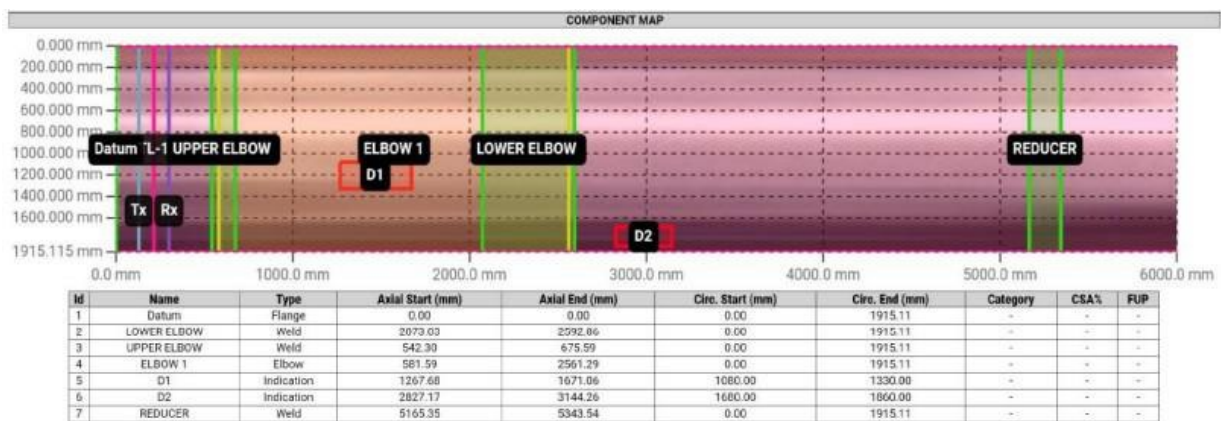 COMPONENT MAP
0.000 mm
200.000 mm
400.000 mm
600.000 mm
800.000 mm
1000.000 mm
1200.000 mm
1400.000 mm
1600.000 mm
1915.115 mm
Datum L-1 UPPER ELBOW ELBOW 1 LOWER ELBOW REDUCER
D1
Tx Rx
D2
0.0 mm 1000.0 mm 2000.0 mm 3000.0 mm 4000.0 mm 5000.0 mm 6000.0 mm
Id Name Type Axial Start (mm) Axial End (mm) Circ. Start (mm) Circ. End (mm) Category CSA% FUP
1 Datum Flange 0.00 0.00 0.00 1915.11 - - -
2 LOWER ELBOW Weld 2073.03 2592.86 0.00 1915.11 - - -
3 UPPER ELBOW Weld 542.30 675.59 0.00 1915.11 - - -
4 ELBOW 1 Elbow 581.59 2561.29 0.00 1915.11 - - -
5 D1 Indication 1267.68 1671.06 1080.00 1330.00 - - -
6 D2 Indication 2827.17 3144.26 1680.00 1860.00 - - -
7 REDUCER Weld 5165.35 5343.54 0.00 1915.11 - - -